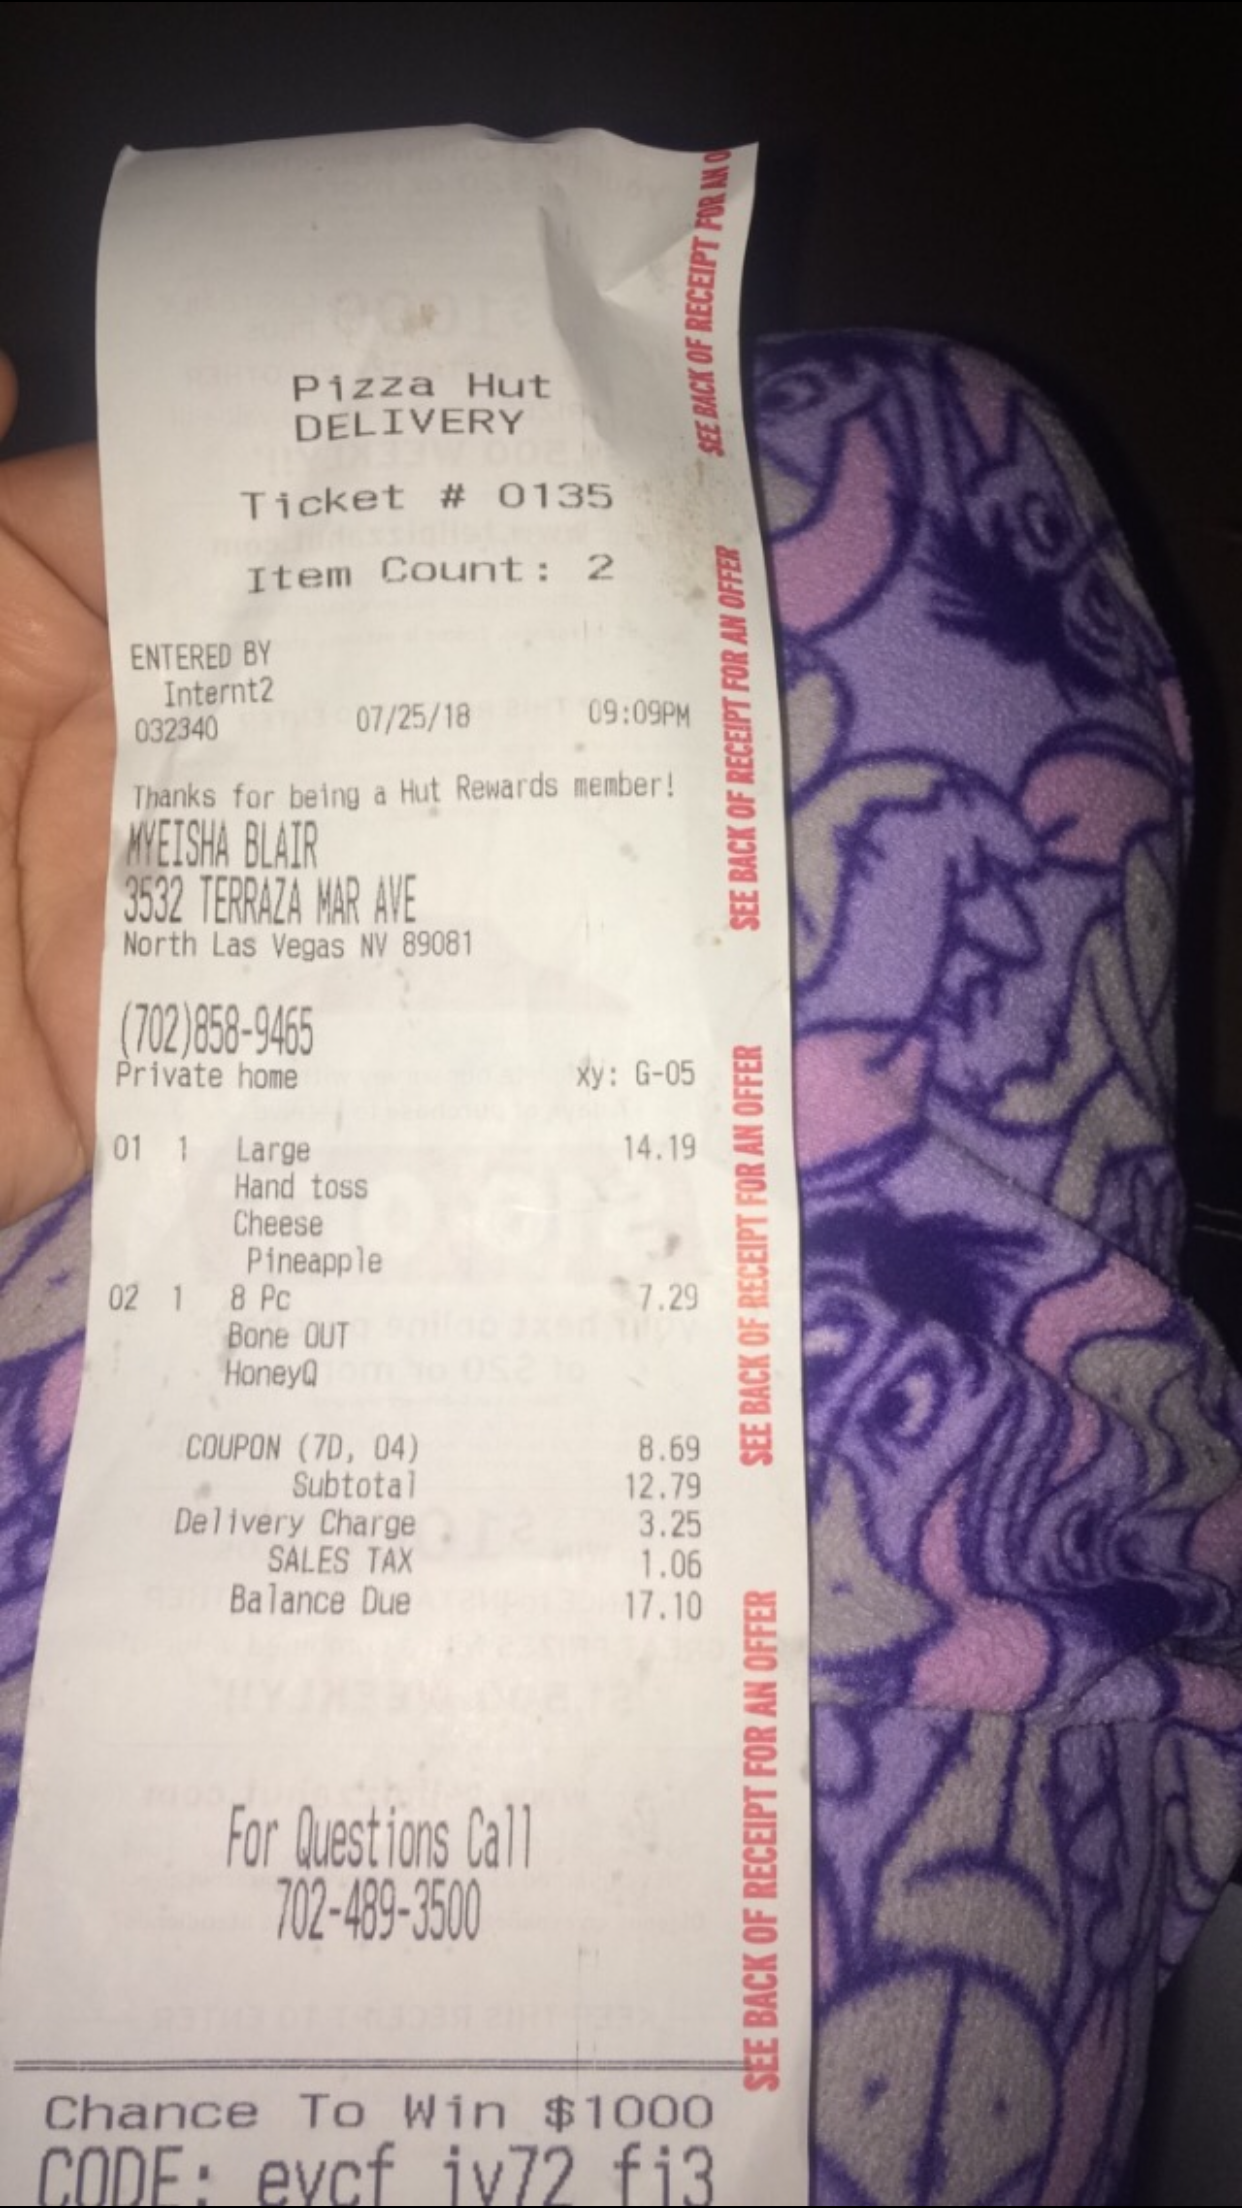 Pizza Hut
DELIVERY
Ticket # 0135
Item Count: 2
ENTERED BY
Internt2
032340 07/25/18 09:09PM
Thanks for being a Hut Rewards member!
MYEISHA BLAIR
3532 TERRAZA MAR AVE
North Las Vegas NV 89081
(702)858-9465
Private home xy: G-05
01 1 Large 14.19
Hand toss
Cheese
Pineapple
02 1 8 Pc 7.29
Bone OUT
HoneyQ
COUPON (7D, 04) 8.69
Subtotal 12.79
Delivery Charge 3.25
SALES TAX 1.06
Balance Due 17.10
For Questions Call
702-489-3500
Chance To Win $1000
CODE: eycf jv72 fj3
SEE BACK OF RECEIPT FOR AN O
SEE BACK OF RECEIPT FOR AN OFFER
SEE BACK OF RECEIPT FOR AN OFFER
SEE BACK OF RECEIPT FOR AN OFFER